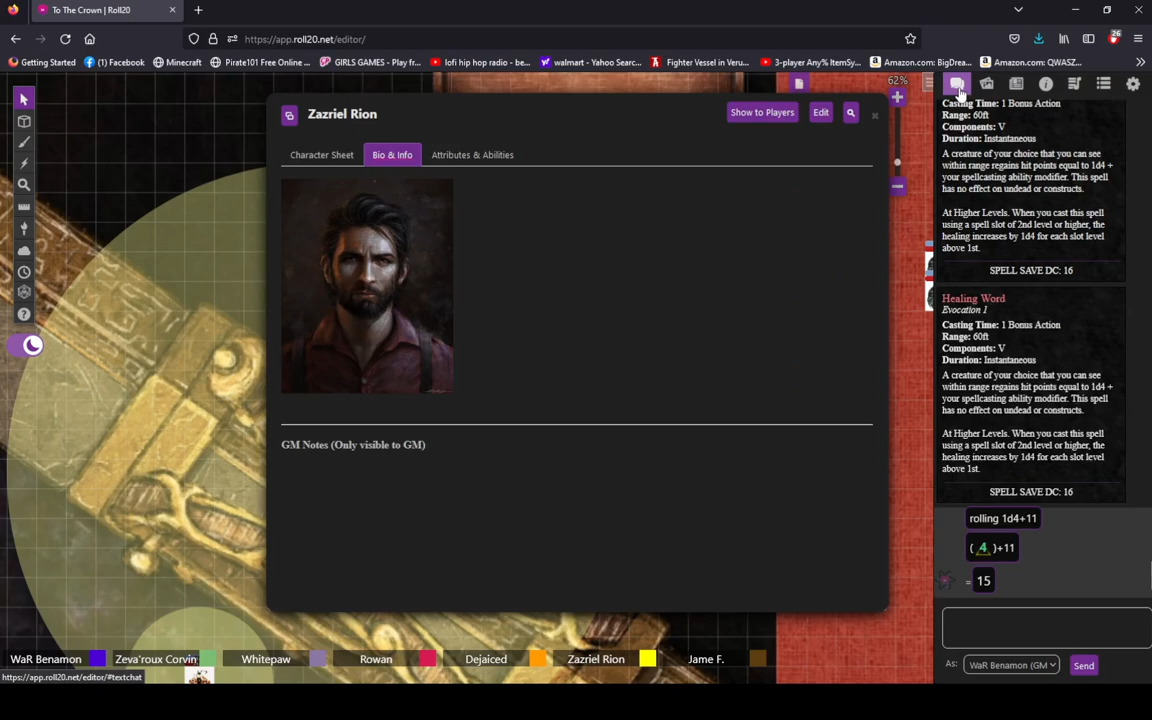 To The Crown | Roll20
https://app.roll20.net/editor/
26
Getting Started
(1) Facebook
Minecraft
Pirate101 Free Online ...
GIRLS GAMES - Play fr...
lofi hip hop radio - be...
walmart - Yahoo Searc...
Fighter Vessel in Veru...
3-player Any% ItemSy...
Amazon.com: BigDrea...
Amazon.com: QWASZ...
62%
Zazriel Rion
Show to Players
Edit
Character Sheet
Bio & Info
Attributes & Abilities
GM Notes (Only visible to GM)
Casting Time: 1 Bonus Action
Range: 60ft
Components: V
Duration: Instantaneous
A creature of your choice that you can see
within range regains hit points equal to 1d4 +
your spellcasting ability modifier. This spell
has no effect on undead or constructs.
At Higher Levels. When you cast this spell
using a spell slot of 2nd level or higher, the
healing increases by 1d4 for each slot level
above 1st.
SPELL SAVE DC: 16
Healing Word
Evocation 1
Casting Time: 1 Bonus Action
Range: 60ft
Components: V
Duration: Instantaneous
A creature of your choice that you can see
within range regains hit points equal to 1d4 +
your spellcasting ability modifier. This spell
has no effect on undead or constructs.
At Higher Levels. When you cast this spell
using a spell slot of 2nd level or higher, the
healing increases by 1d4 for each slot level
above 1st.
SPELL SAVE DC: 16
rolling 1d4+11
(4)+11
= 15
As: WaR Benamon (GM Send
WaR Benamon
Zeva'roux Corvin
Whitepaw
Rowan
Dejaiced
Zazriel Rion
Jame F.
https://app.roll20.net/editor/#textchat